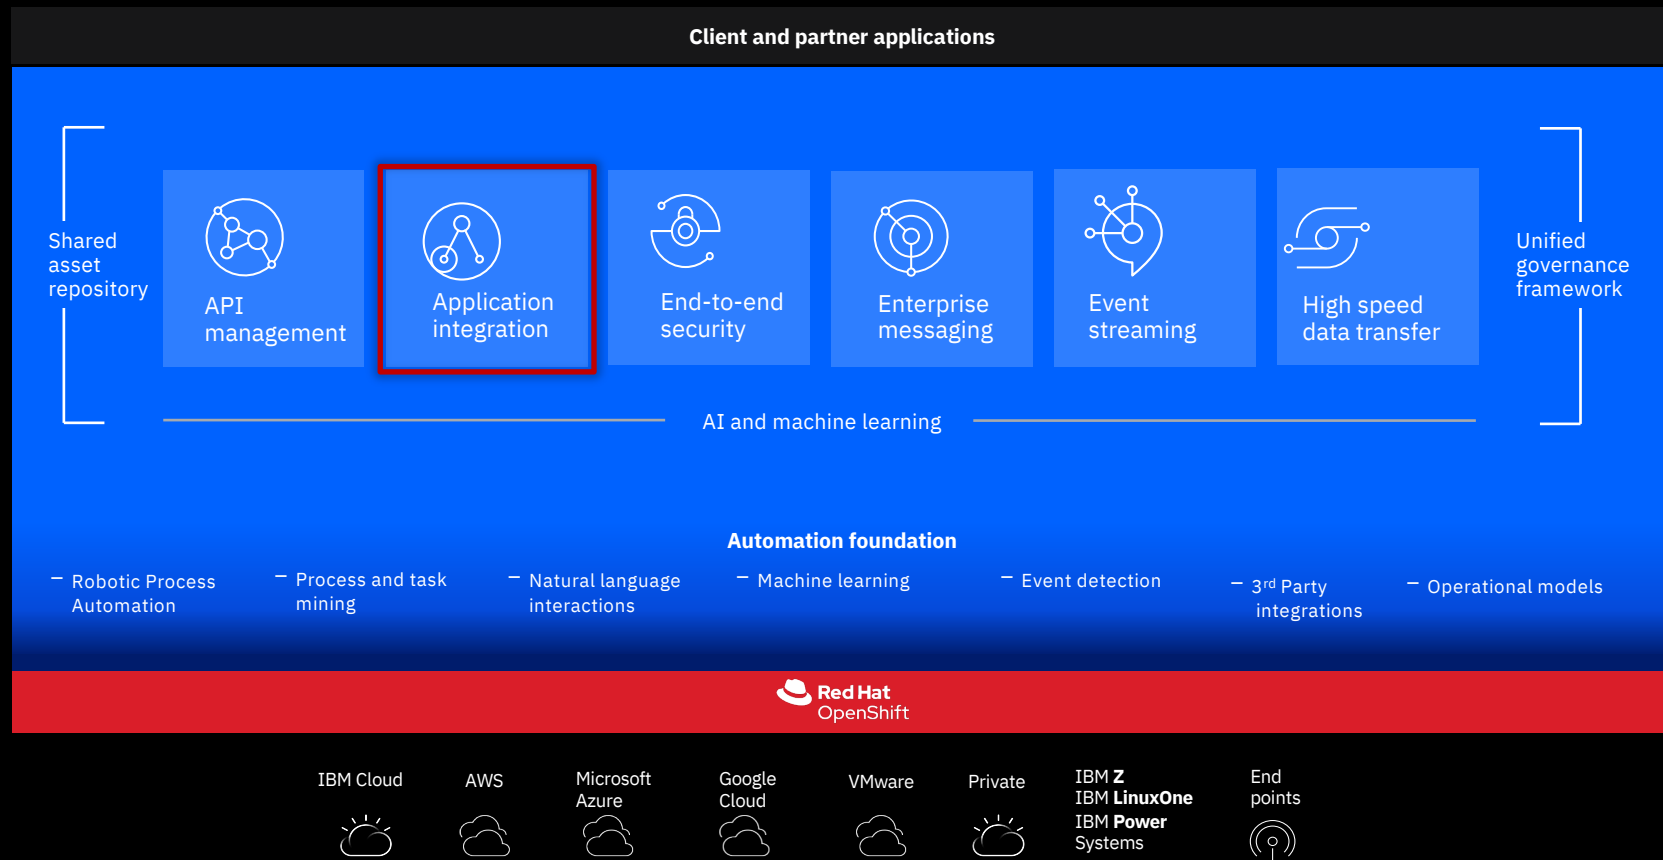 Client and partner applications
Shared
asset
repository
API
management
Application
integration
End-to-end
security
Enterprise
messaging
Event
streaming
High speed
data transfer
Unified
governance
framework
AI and machine learning
Automation foundation
– Robotic Process
Automation
– Process and task
mining
– Natural language
interactions
– Machine learning
– Event detection
– 3rd Party
integrations
– Operational models
Red Hat
OpenShift
IBM Cloud
AWS
Microsoft
Azure
Google
Cloud
VMware
Private
IBM Z
IBM LinuxOne
IBM Power
Systems
End
points